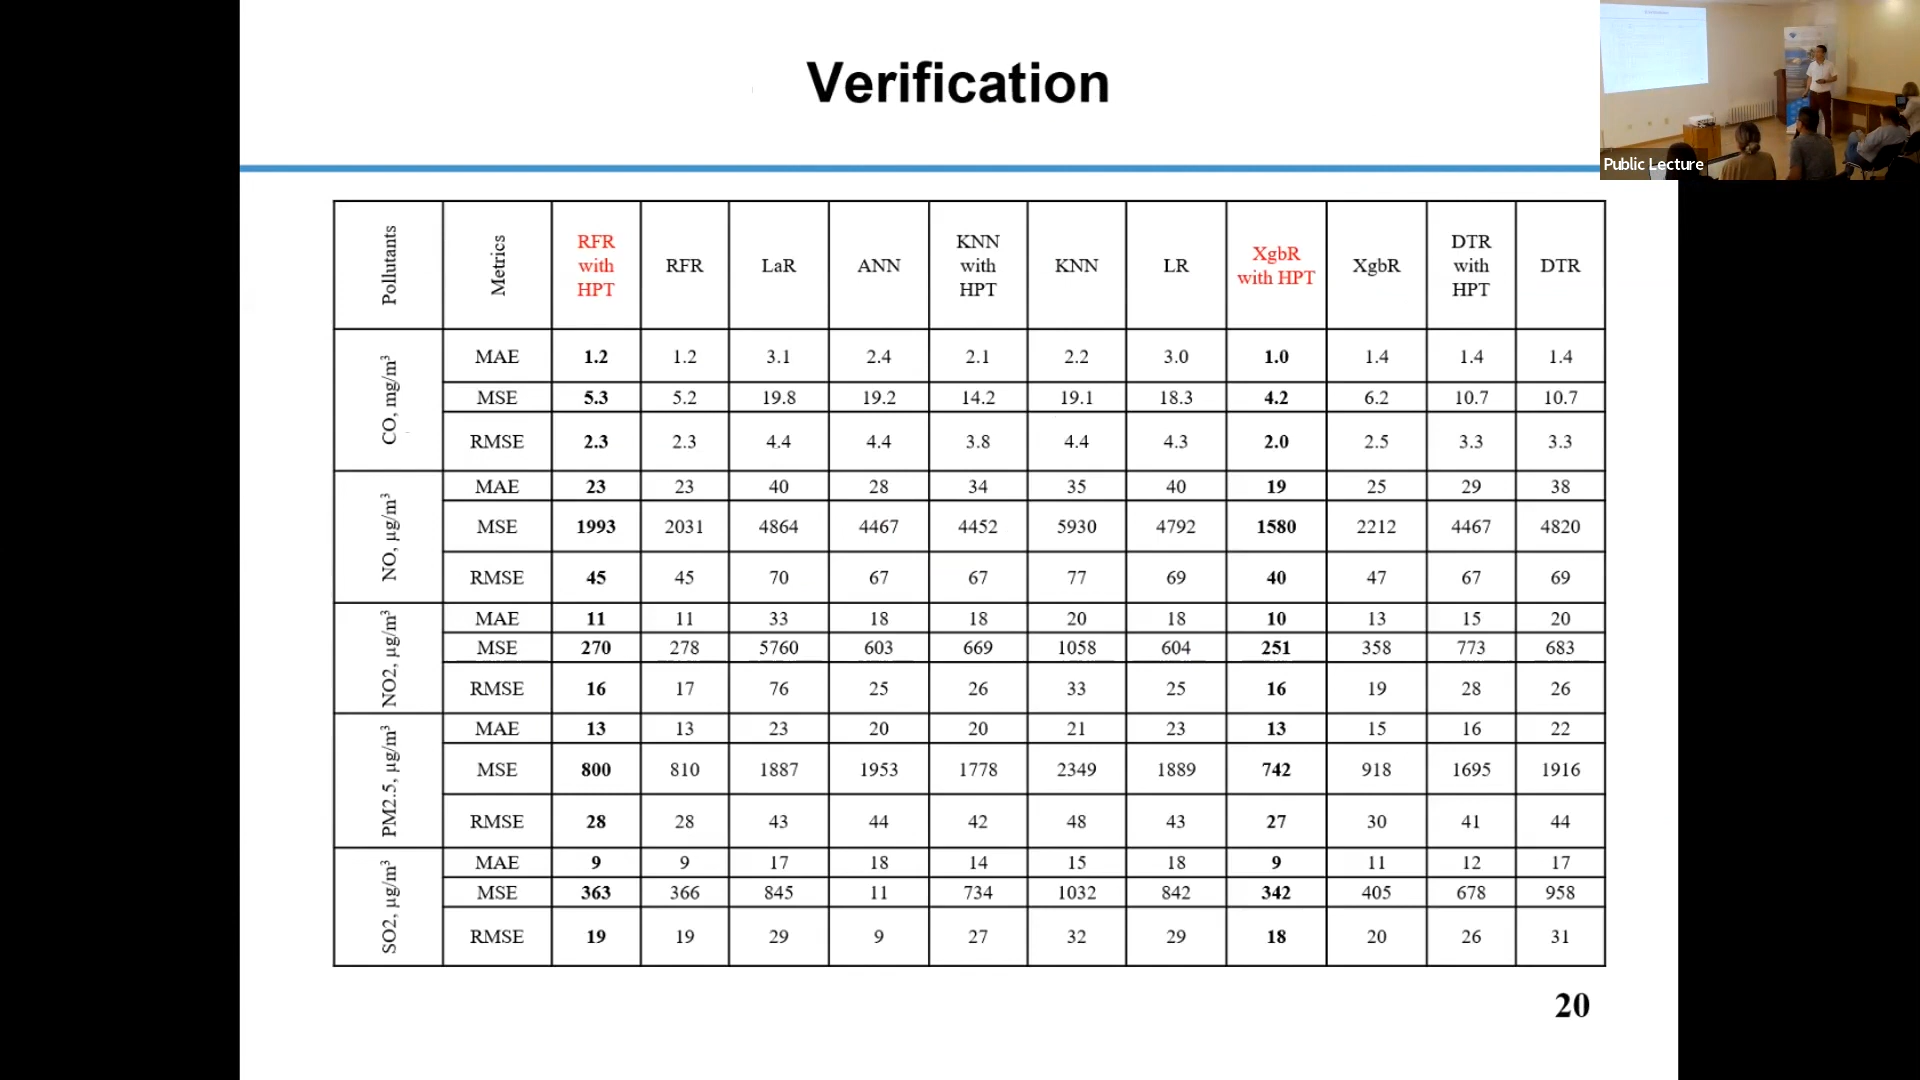 Verification
Public Lecture
Pollutants Metrics RFR with HPT RFR LaR ANN KNN with HPT KNN LR XgbR with HPT XgbR DTR with HPT DTR
CO, mg/m³
MAE 1.2 1.2 3.1 2.4 2.1 2.2 3.0 1.0 1.4 1.4 1.4
MSE 5.3 5.2 19.8 19.2 14.2 19.1 18.3 4.2 6.2 10.7 10.7
RMSE 2.3 2.3 4.4 4.4 3.8 4.4 4.3 2.0 2.5 3.3 3.3
NO, µg/m³
MAE 23 23 40 28 34 35 40 19 25 29 38
MSE 1993 2031 4864 4467 4452 5930 4792 1580 2212 4467 4820
RMSE 45 45 70 67 67 77 69 40 47 67 69
NO2, µg/m³
MAE 11 11 33 18 18 20 18 10 13 15 20
MSE 270 278 5760 603 669 1058 604 251 358 773 683
RMSE 16 17 76 25 26 33 25 16 19 28 26
PM2.5, µg/m³
MAE 13 13 23 20 20 21 23 13 15 16 22
MSE 800 810 1887 1953 1778 2349 1889 742 918 1695 1916
RMSE 28 28 43 44 42 48 43 27 30 41 44
SO2, µg/m³
MAE 9 9 17 18 14 15 18 9 11 12 17
MSE 363 366 845 11 734 1032 842 342 405 678 958
RMSE 19 19 29 9 27 32 29 18 20 26 31
20